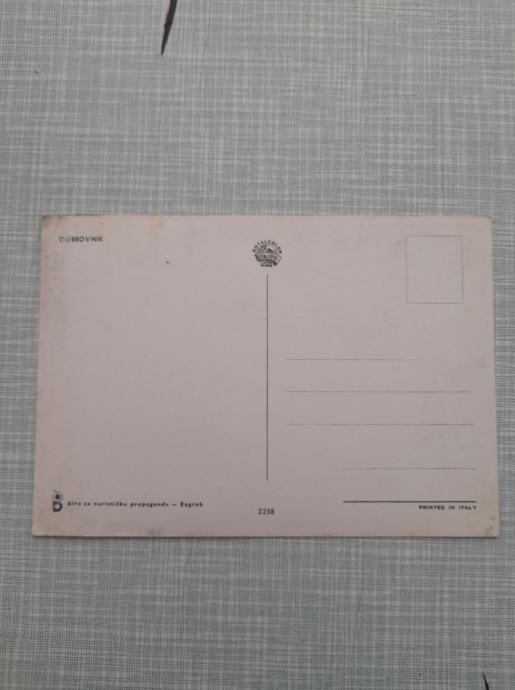 DUBROVNIK
Biro za turističku propagandu — Zagreb
2258
PRINTED IN ITALY